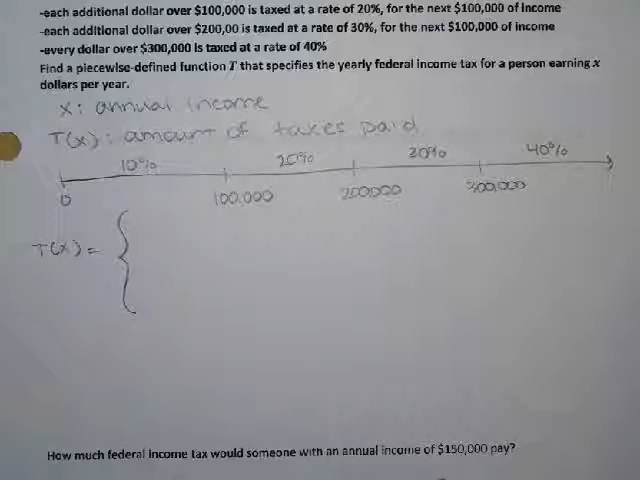 -each additional dollar over $100,000 is taxed at a rate of 20%, for the next $100,000 of income
-each additional dollar over $200,00 is taxed at a rate of 30%, for the next $100,000 of income
-every dollar over $300,000 is taxed at a rate of 40%
Find a piecewise-defined function T that specifies the yearly federal income tax for a person earning x
dollars per year.
x: annual income
T(x): amount of taxes paid
10% 20% 30% 40%
0 100,000 200,000 300,000
T(x) = {
How much federal income tax would someone with an annual income of $150,000 pay?